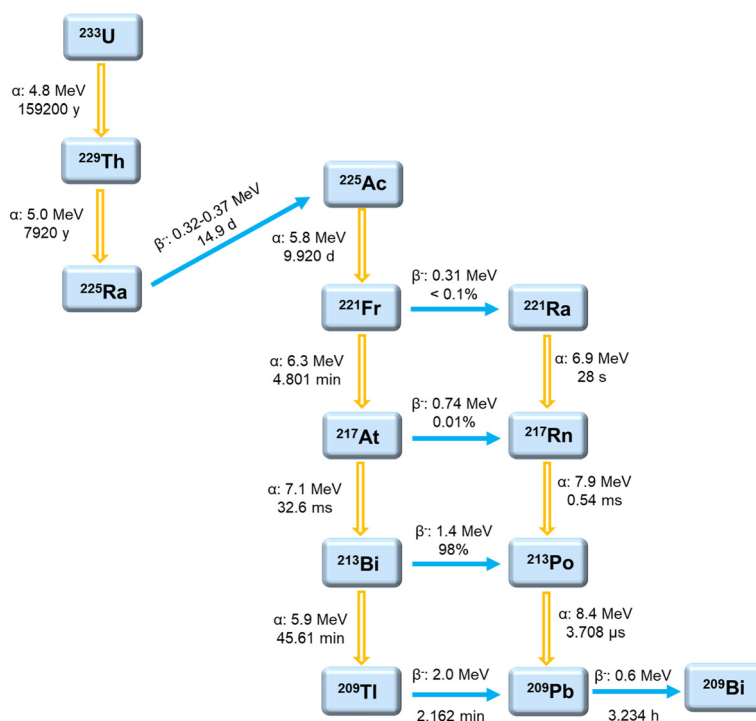 ²³³U
α: 4.8 MeV
159200 y
²²⁹Th
α: 5.0 MeV
7920 y
²²⁵Ra
β⁻: 0.32-0.37 MeV
14.9 d
²²⁵Ac
α: 5.8 MeV
9.920 d
²²¹Fr
β⁻: 0.31 MeV
< 0.1%
²²¹Ra
α: 6.3 MeV
4.801 min
α: 6.9 MeV
28 s
²¹⁷At
β⁻: 0.74 MeV
0.01%
²¹⁷Rn
α: 7.1 MeV
32.6 ms
α: 7.9 MeV
0.54 ms
²¹³Bi
β⁻: 1.4 MeV
98%
²¹³Po
α: 5.9 MeV
45.61 min
α: 8.4 MeV
3.708 µs
²⁰⁹Tl
β⁻: 2.0 MeV
2.162 min
²⁰⁹Pb
β⁻: 0.6 MeV
3.234 h
²⁰⁹Bi